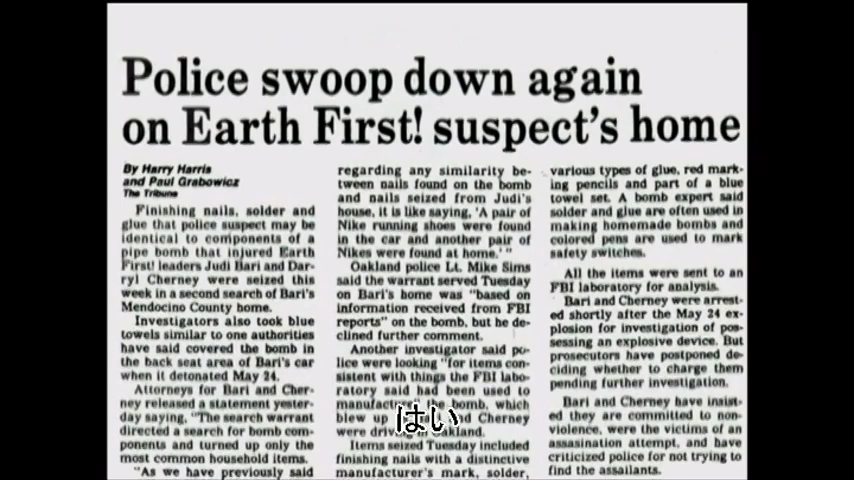 Police swoop down again
on Earth First! suspect's home
By Harry Harris
and Paul Grabowicz
The Tribune
Finishing nails, solder and
glue that police suspect may be
identical to components of a
pipe bomb that injured Earth
First! leaders Judi Bari and Dar-
ryl Cherney were seized this
week in a second search of Bari's
Mendocino County home.
Investigators also took blue
towels similar to one authorities
have said covered the bomb in
the back seat area of Bari's car
when it detonated May 24.
Attorneys for Bari and Cher-
ney released a statement yester-
day saying, "The search warrant
directed a search for bomb com-
ponents and turned up only the
most common household items.
"As we have previously said
regarding any similarity be-
tween nails found on the bomb
and nails seized from Judi's
house, it is like saying, 'A pair of
Nike running shoes were found
in the car and another pair of
Nikes were found at home.' "
Oakland police Lt. Mike Sims
said the warrant served Tuesday
on Bari's home was "based on
information received from FBI
reports" on the bomb, but he de-
clined further comment.
Another investigator said po-
lice were looking "for items con-
sistent with things the FBI labo-
ratory said had been used to
manufacture the bomb, which
blew up and Cherney
were driving in Oakland.
Items seized Tuesday included
finishing nails with a distinctive
manufacturer's mark, solder,
various types of glue, red mark-
ing pencils and part of a blue
towel set. A bomb expert said
solder and glue are often used in
making homemade bombs and
colored pens are used to mark
safety switches.
All the items were sent to an
FBI laboratory for analysis.
Bari and Cherney were arrest-
ed shortly after the May 24 ex-
plosion for investigation of pos-
sessing an explosive device. But
prosecutors have postponed de-
ciding whether to charge them
pending further investigation.
Bari and Cherney have insist-
ed they are committed to non-
violence, were the victims of an
assasination attempt, and have
criticized police for not trying to
find the assailants.
はい